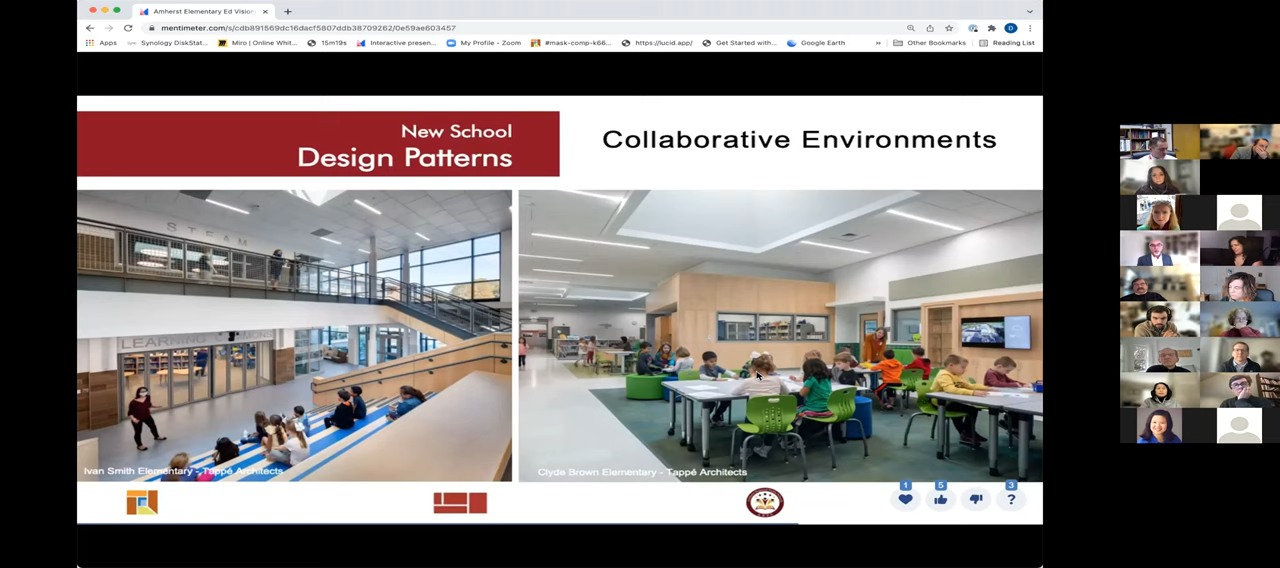 Amherst Elementary Ed Vision
mentimeter.com/s/cdb891569dc16dacf5807ddb38709262/0e59ae603457
Apps
Synology DiskStat...
Miro | Online Whit...
15m19s
Interactive presen...
My Profile - Zoom
#mask-comp-k66...
https://lucid.app/
Get Started with...
Google Earth
»
Other Bookmarks
Reading List
New School
Design Patterns
Collaborative Environments
STEAM
LEARNING COMMONS
Ivan Smith Elementary - Tappé Architects
Clyde Brown Elementary - Tappé Architects
1
5
3
?